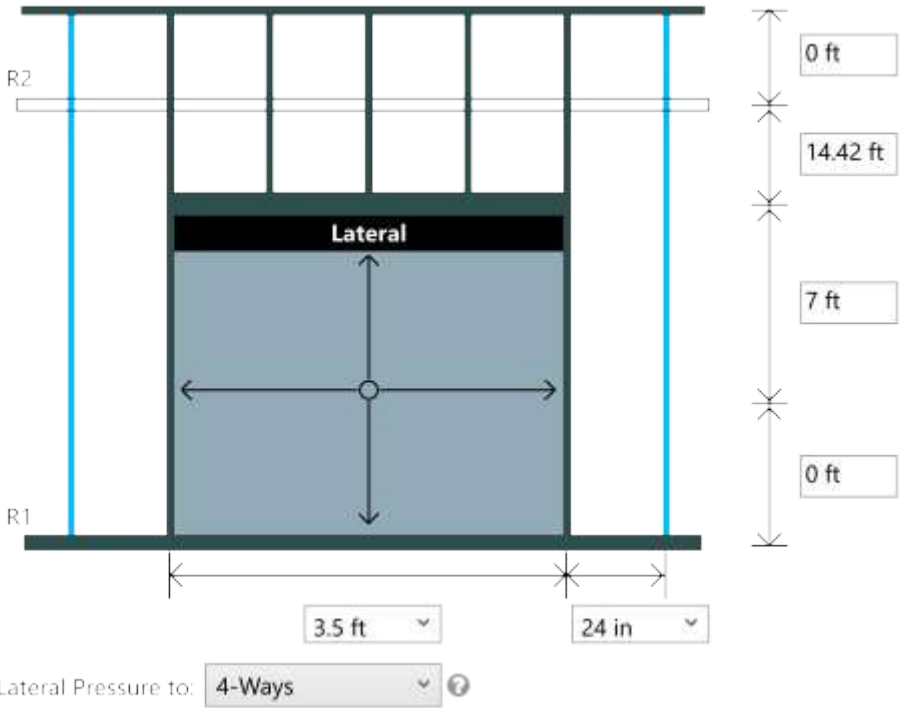 0 ft
R2
14.42 ft
Lateral
7 ft
0 ft
R1
3.5 ft
24 in
Lateral Pressure to: 4-Ways
?